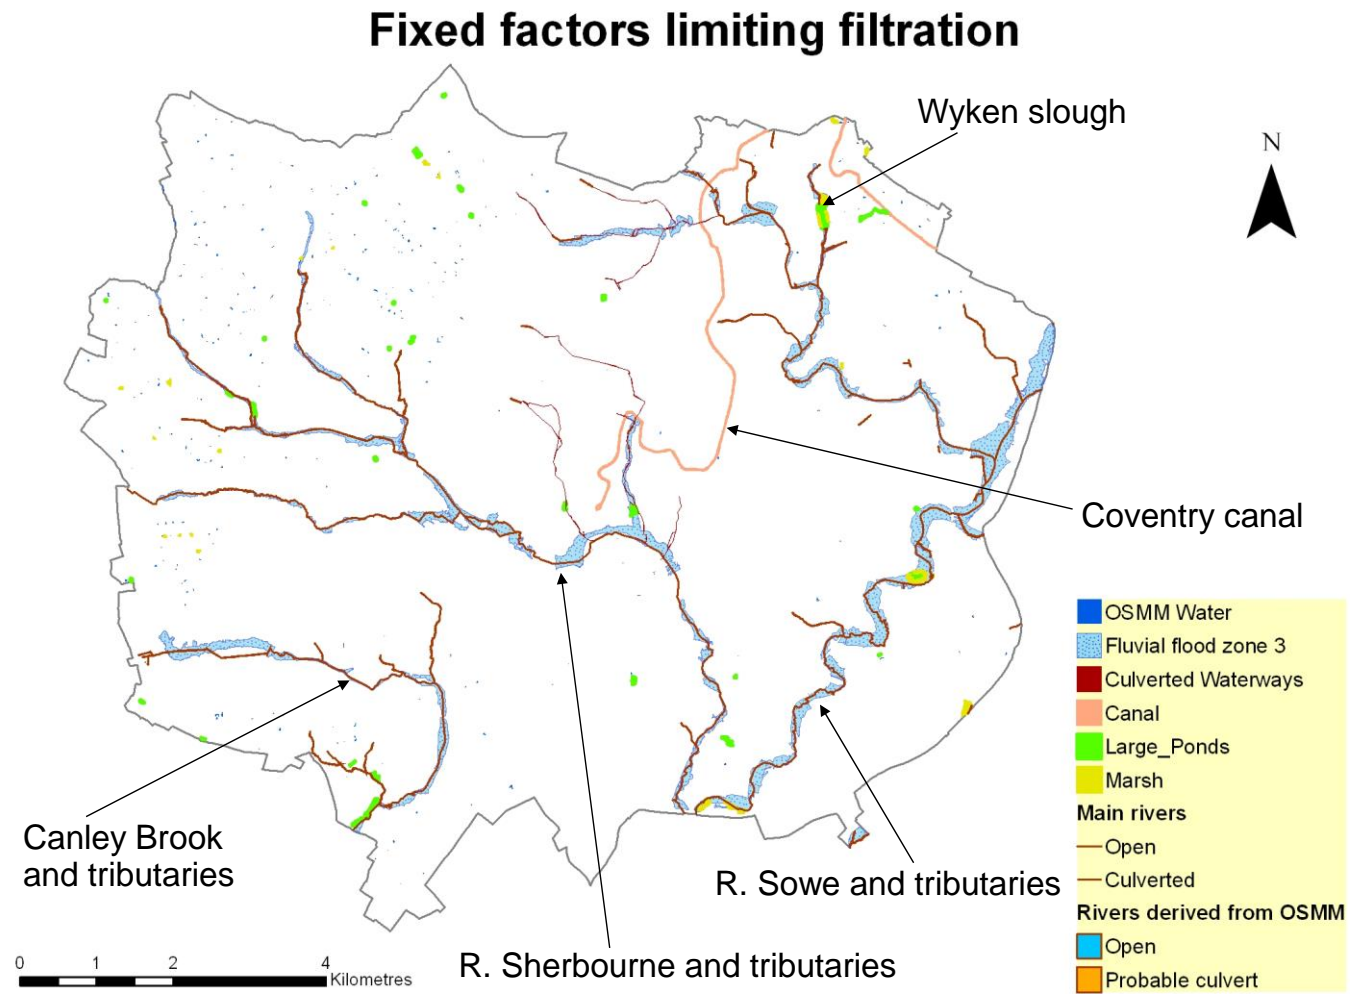 Fixed factors limiting filtration
Wyken slough
N
Coventry canal
OSMM Water
Fluvial flood zone 3
Culverted Waterways
Canal
Large_Ponds
Marsh
Main rivers
Open
Culverted
Rivers derived from OSMM
Open
Probable culvert
Canley Brook
and tributaries
R. Sowe and tributaries
R. Sherbourne and tributaries
0 1 2 4
Kilometres